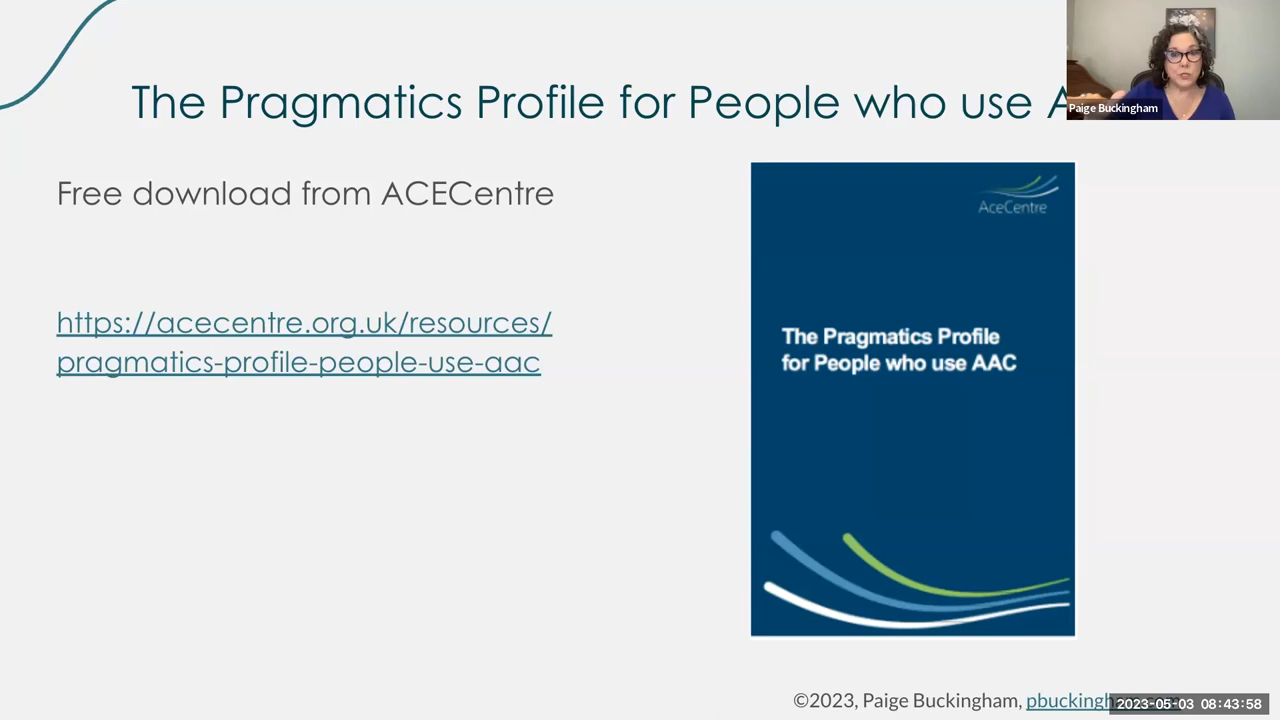 The Pragmatics Profile for People who use A
Paige Buckingham
Free download from ACECentre
https://acecentre.org.uk/resources/
pragmatics-profile-people-use-aac
AceCentre
The Pragmatics Profile
for People who use AAC
©2023, Paige Buckingham,
2023-05-03 08:43:58